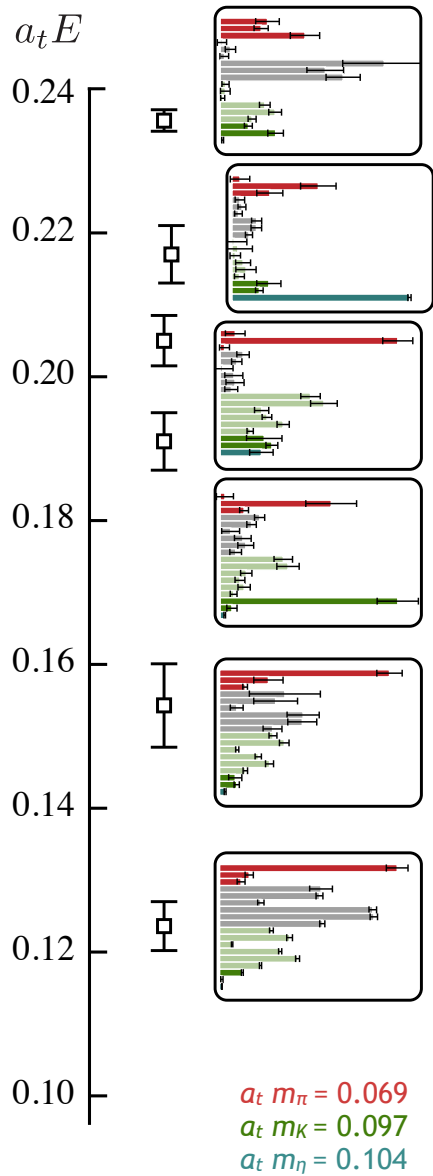 a_t E
0.24
0.22
0.20
0.18
0.16
0.14
0.12
0.10
a_t m_π = 0.069
a_t m_K = 0.097
a_t m_η = 0.104